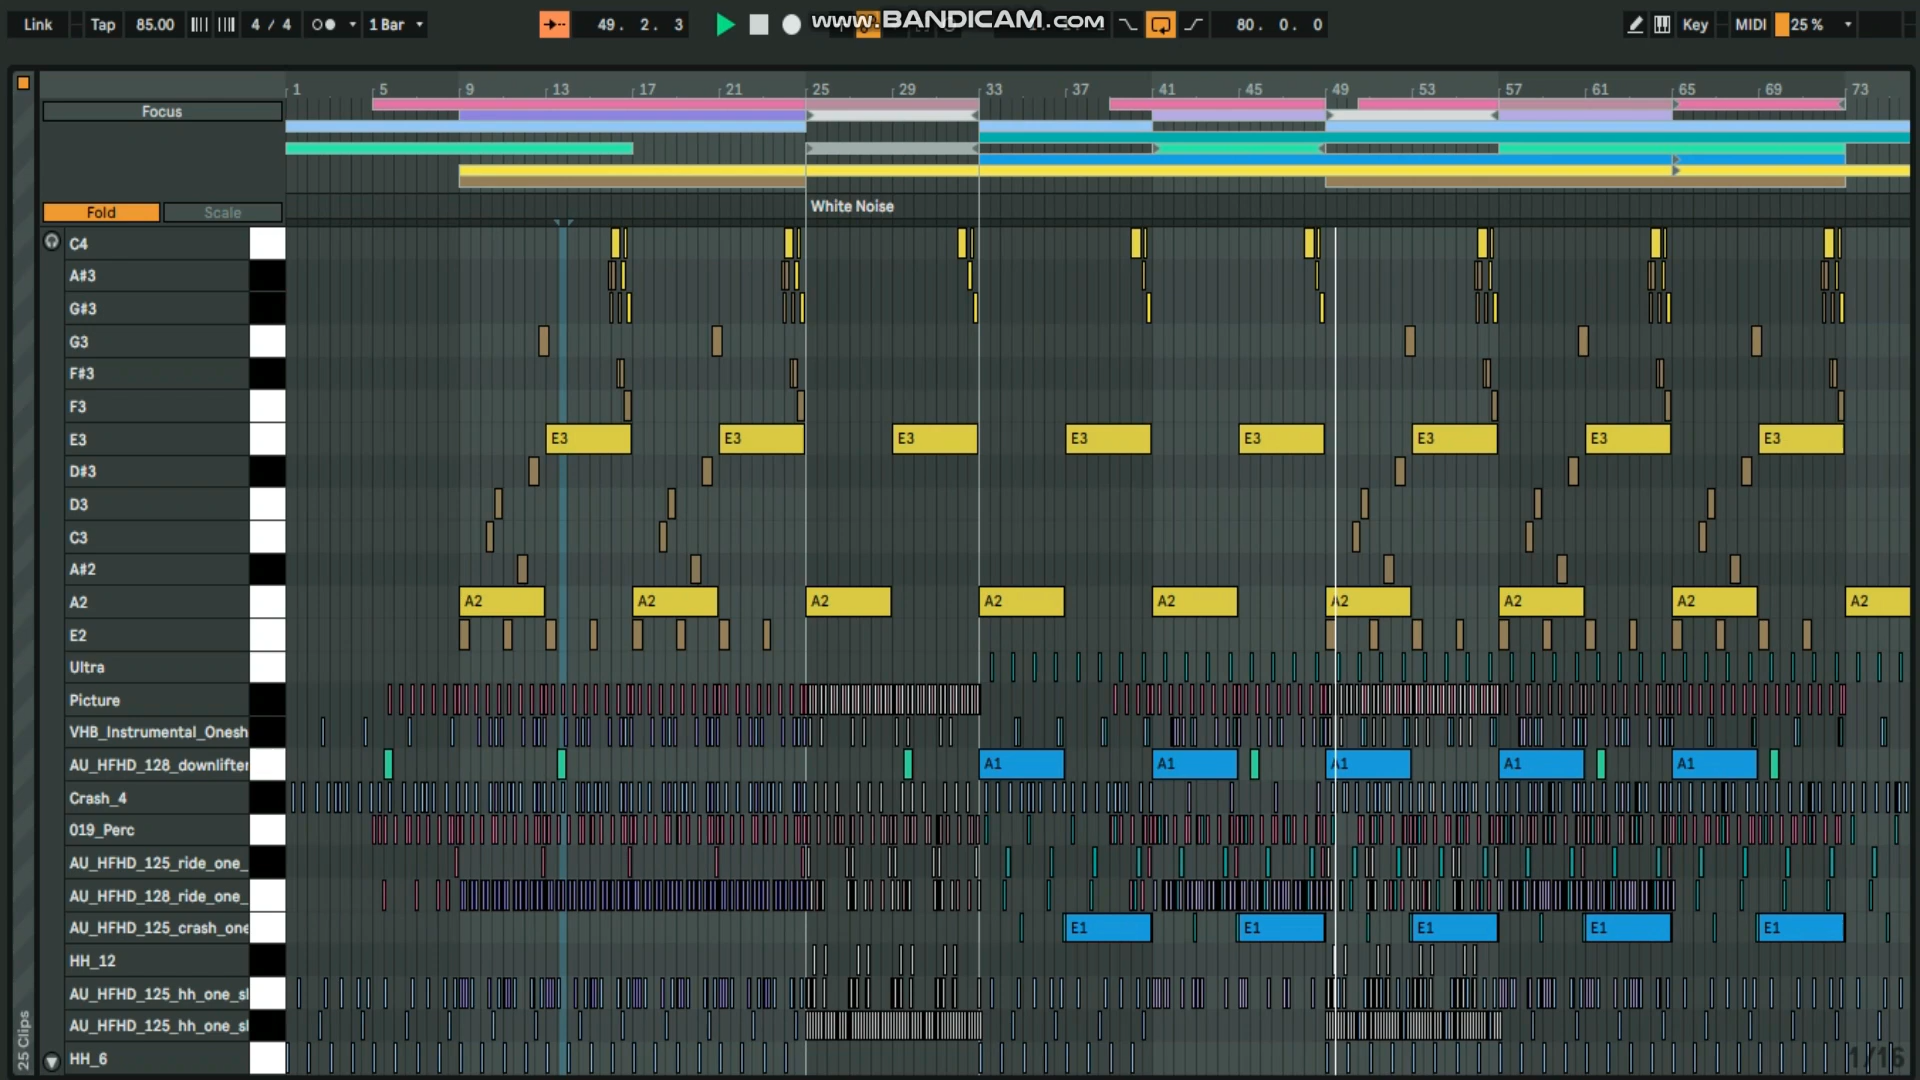 Link Tap 85.00 4 / 4 1 Bar 49. 2. 3 www.BANDICAM.com 80. 0. 0 Key MIDI 25 %
1 5 9 13 17 21 25 29 33 37 41 45 49 53 57 61 65 69 73
Focus
Fold Scale White Noise
C4
A#3
G#3
G3
F#3
F3
E3 E3 E3 E3 E3 E3 E3 E3 E3
D#3
D3
C3
A#2
A2 A2 A2 A2 A2 A2 A2 A2 A2 A2
E2
Ultra
Picture
VHB_Instrumental_Onesh
AU_HFHD_128_downlifter A1 A1 A1 A1 A1
Crash_4
019_Perc
AU_HFHD_125_ride_one_
AU_HFHD_128_ride_one_
AU_HFHD_125_crash_one E1 E1 E1 E1 E1
HH_12
AU_HFHD_125_hh_one_sl
AU_HFHD_125_hh_one_sl
HH_6 1/16
25 Clips